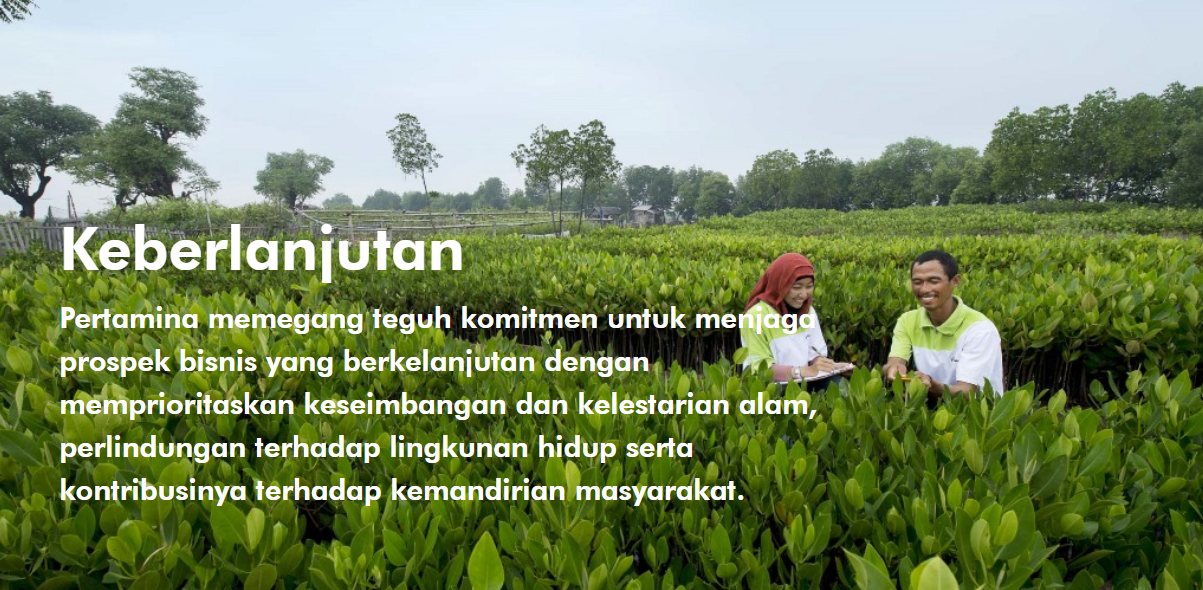 Keberlanjutan
Pertamina memegang teguh komitmen untuk menjaga
prospek bisnis yang berkelanjutan dengan
memprioritaskan keseimbangan dan kelestarian alam,
perlindungan terhadap lingkunan hidup serta
kontribusinya terhadap kemandirian masyarakat.